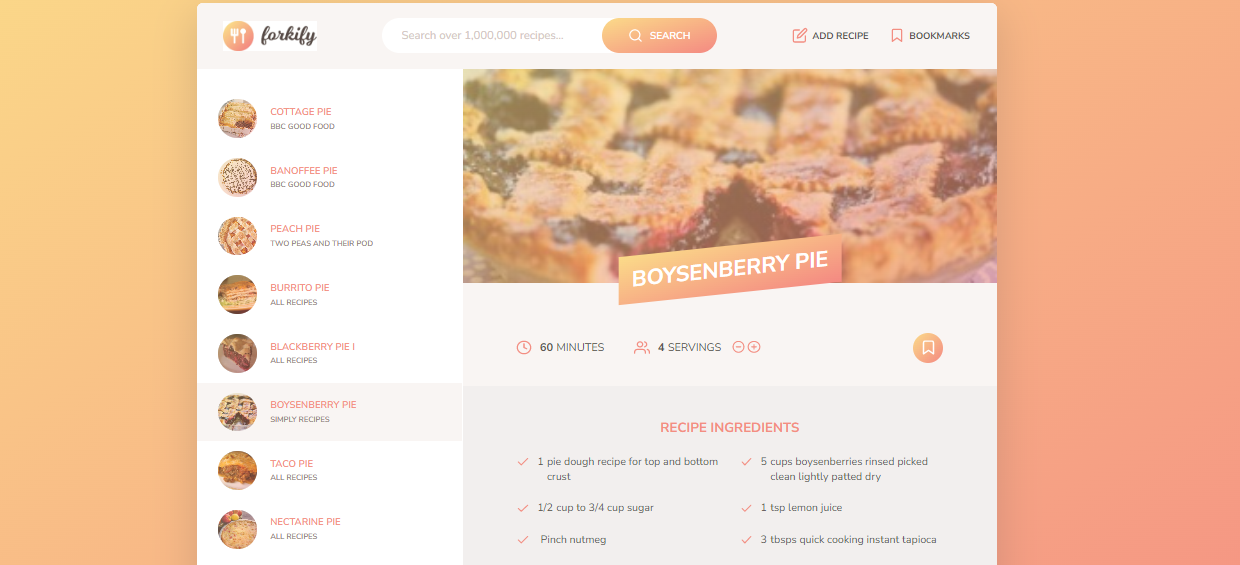 forkify
Search over 1,000,000 recipes...
SEARCH
ADD RECIPE
BOOKMARKS
COTTAGE PIE
BBC GOOD FOOD
BANOFFEE PIE
BBC GOOD FOOD
PEACH PIE
TWO PEAS AND THEIR POD
BURRITO PIE
ALL RECIPES
BLACKBERRY PIE I
ALL RECIPES
BOYSENBERRY PIE
SIMPLY RECIPES
TACO PIE
ALL RECIPES
NECTARINE PIE
ALL RECIPES
BOYSENBERRY PIE
60 MINUTES
4 SERVINGS
RECIPE INGREDIENTS
1 pie dough recipe for top and bottom
crust
5 cups boysenberries rinsed picked
clean lightly patted dry
1/2 cup to 3/4 cup sugar
1 tsp lemon juice
Pinch nutmeg
3 tbsps quick cooking instant tapioca